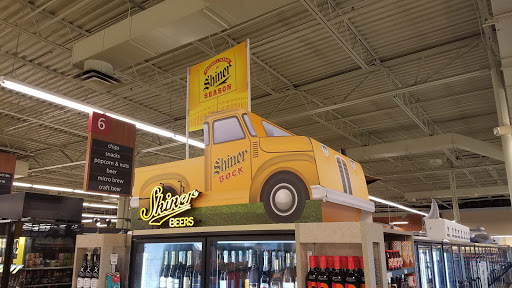 6
chips
snacks
popcorn & nuts
beer
micro brew
craft beer
Shiner
SEASON
Shiner
BOCK
Shiner
BEERS